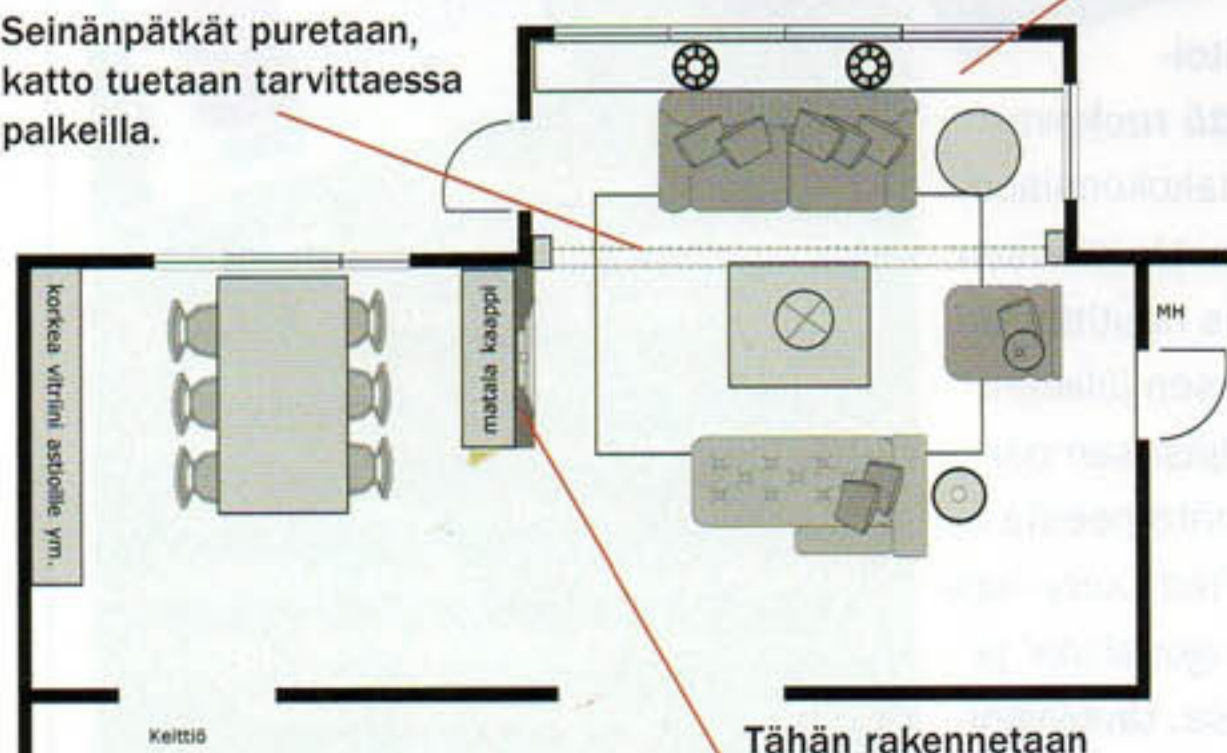 Seinänpätkät puretaan,
katto tuetaan tarvittaessa
palkeilla.
korkea vitriini astioille ym.
matala kaappi
MH
Keittiö
Tähän rakennetaan